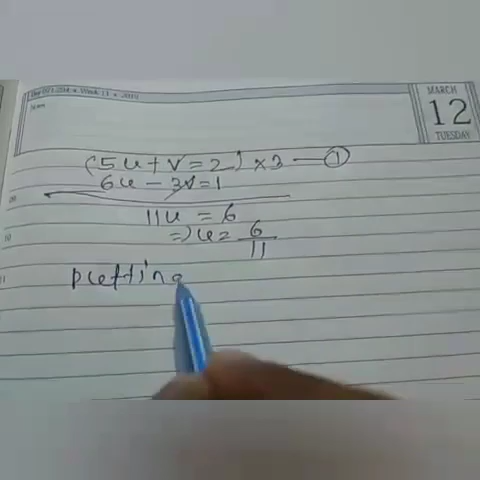 MARCH
12
TUESDAY
(5u + v = 2) × 3 — ①
6u - 3v = 1
11u = 6
⇒ u = 6/11
putting